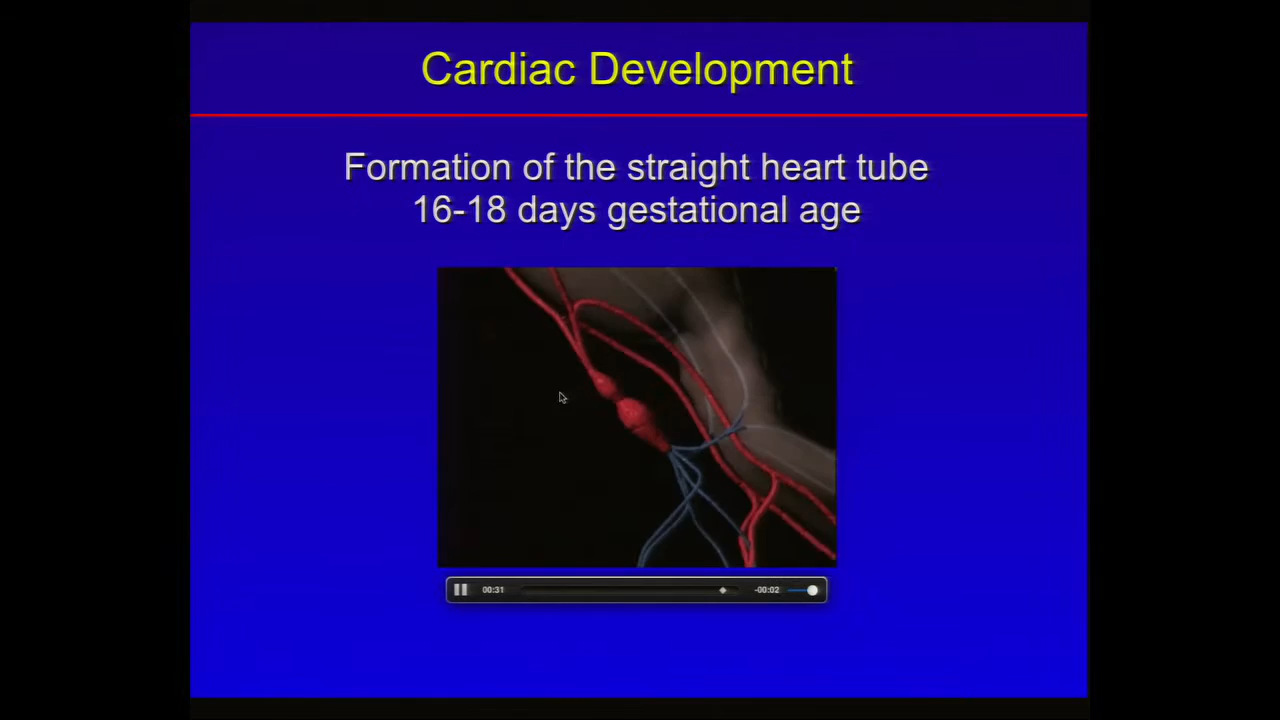 Cardiac Development
Formation of the straight heart tube
16-18 days gestational age
00:31
-00:02